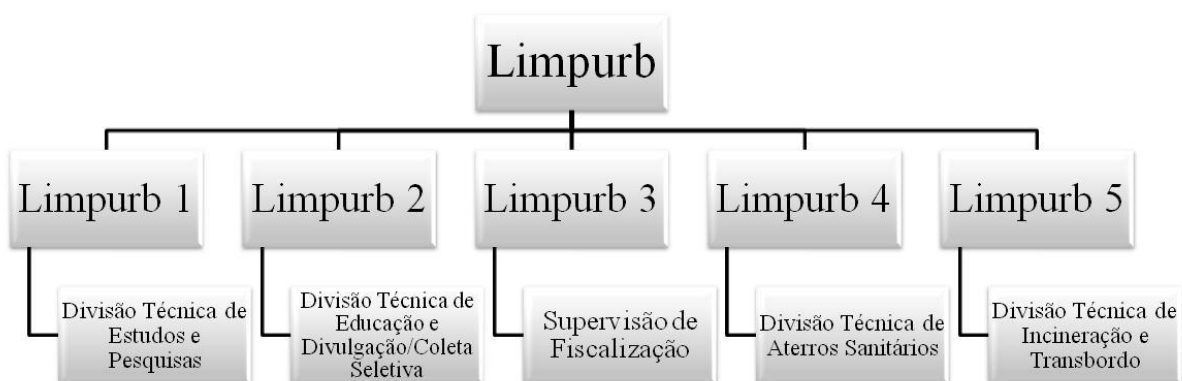 Limpurb
Limpurb 1
Limpurb 2
Limpurb 3
Limpurb 4
Limpurb 5
Divisão Técnica de
Estudos e
Pesquisas
Divisão Técnica de
Educação e
Divulgação/Coleta
Seletiva
Supervisão de
Fiscalização
Divisão Técnica de
Aterros Sanitários
Divisão Técnica de
Incineração e
Transbordo